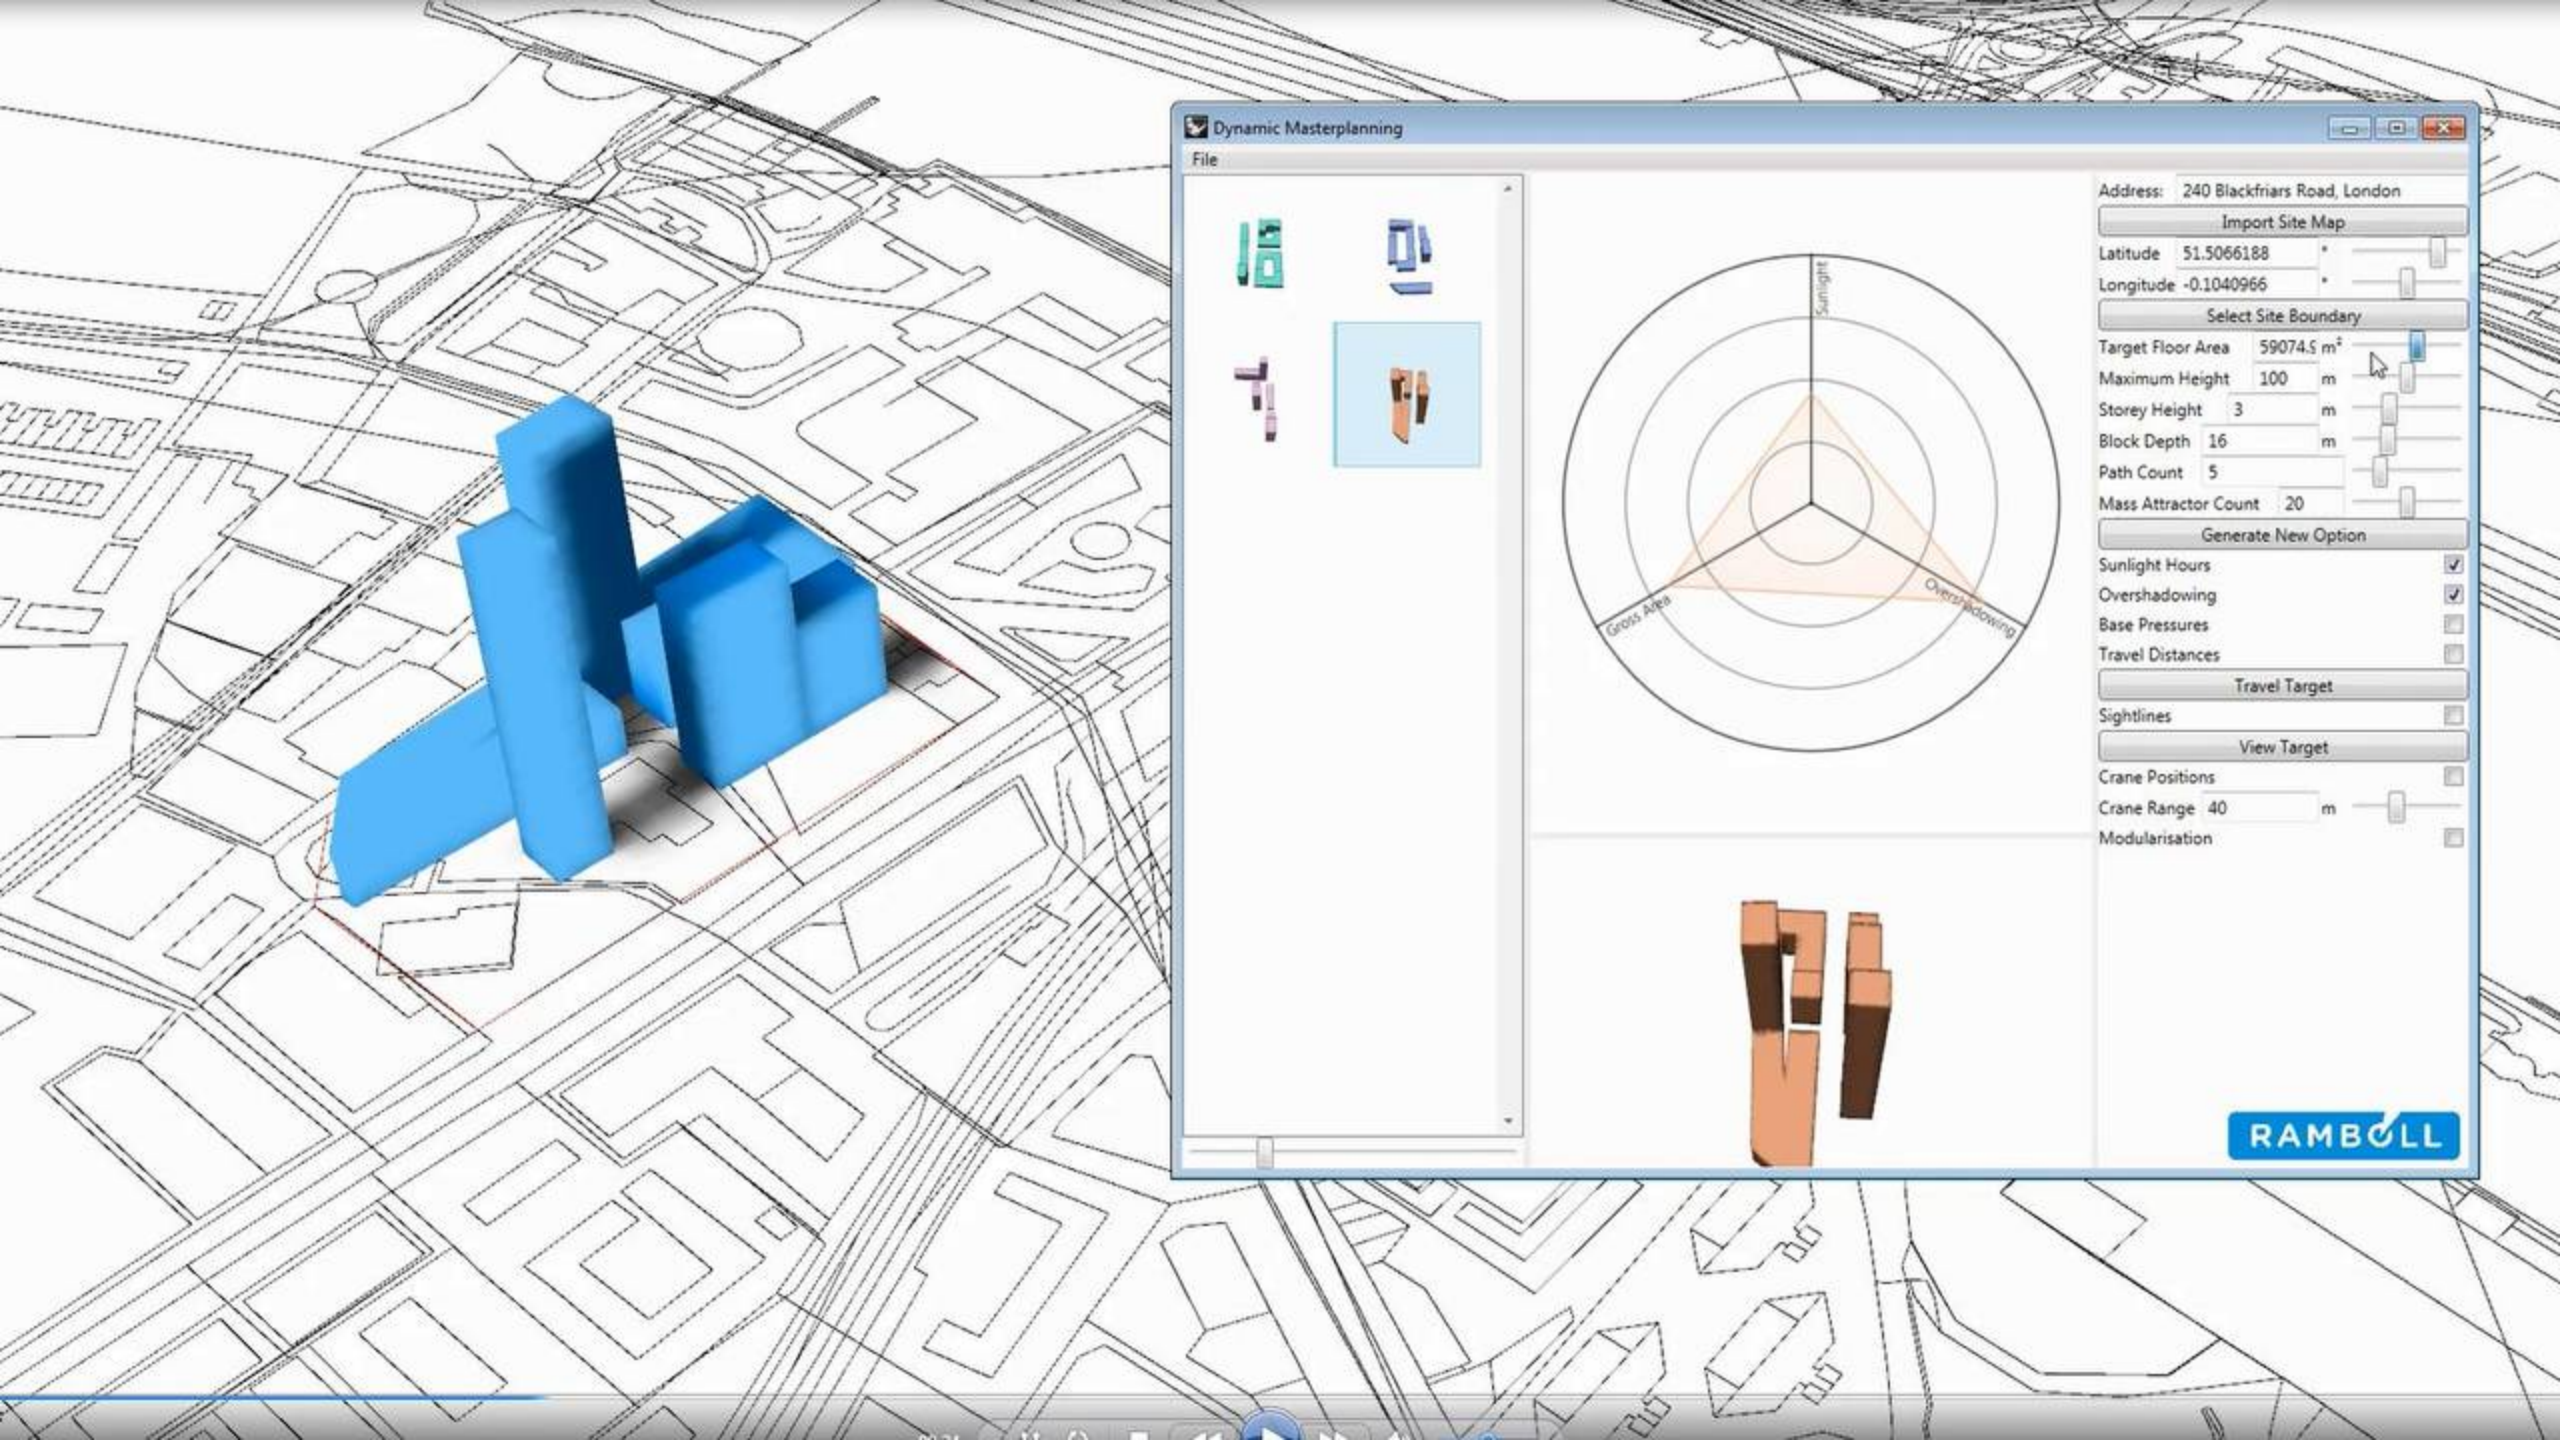 Dynamic Masterplanning
File
Address: 240 Blackfriars Road, London
Import Site Map
Latitude 51.5066188 °
Longitude -0.1040966 °
Select Site Boundary
Target Floor Area 59074.9 m²
Maximum Height 100 m
Storey Height 3 m
Block Depth 16 m
Path Count 5
Mass Attractor Count 20
Generate New Option
Sunlight Hours
Overshadowing
Base Pressures
Travel Distances
Travel Target
Sightlines
View Target
Crane Positions
Crane Range 40 m
Modularisation
Sunlight
Gross Area
Overshadowing
RAMBOLL